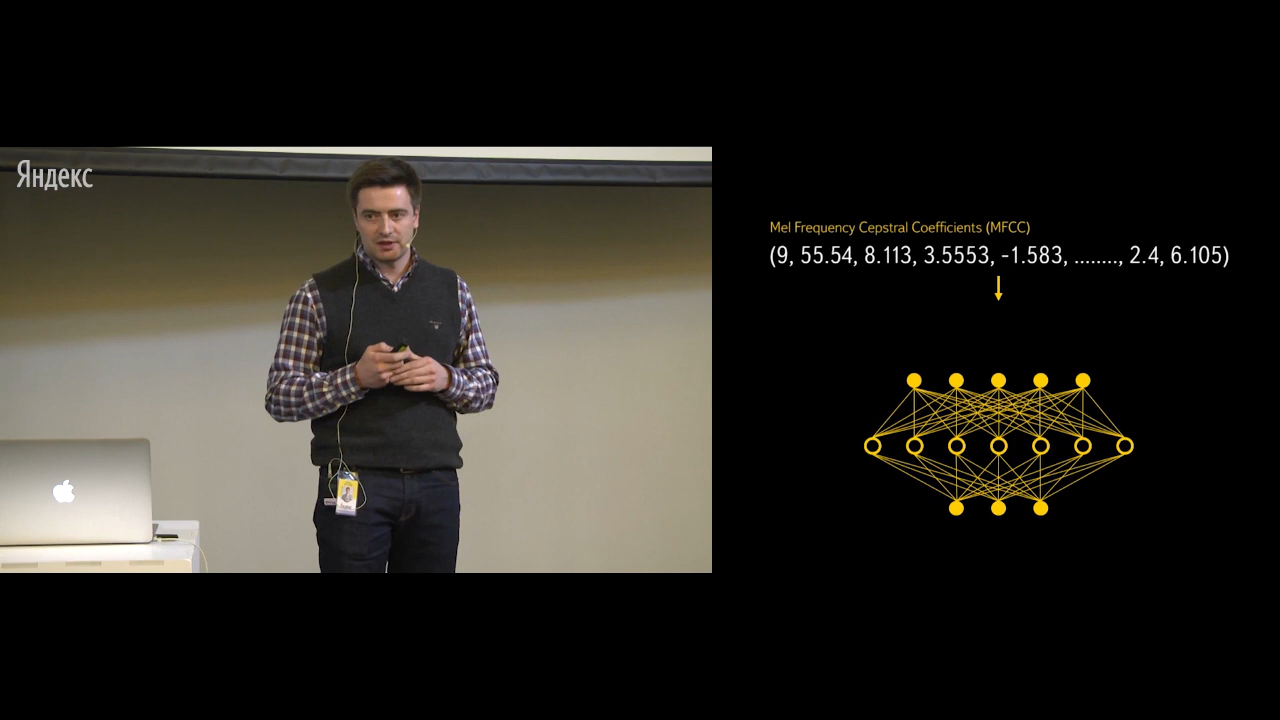 Яндекс
Mel Frequency Cepstral Coefficients (MFCC)
(9, 55.54, 8.113, 3.5553, -1.583, ........, 2.4, 6.105)